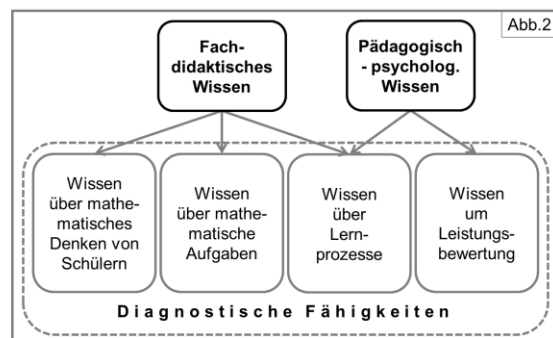 Abb.2
Fach-
didaktisches
Wissen
Pädagogisch
- psycholog.
Wissen
Wissen
über mathe-
matisches
Denken von
Schülern
Wissen
über mathe-
matische
Aufgaben
Wissen
über
Lern-
prozesse
Wissen
um
Leistungs-
bewertung
Diagnostische Fähigkeiten